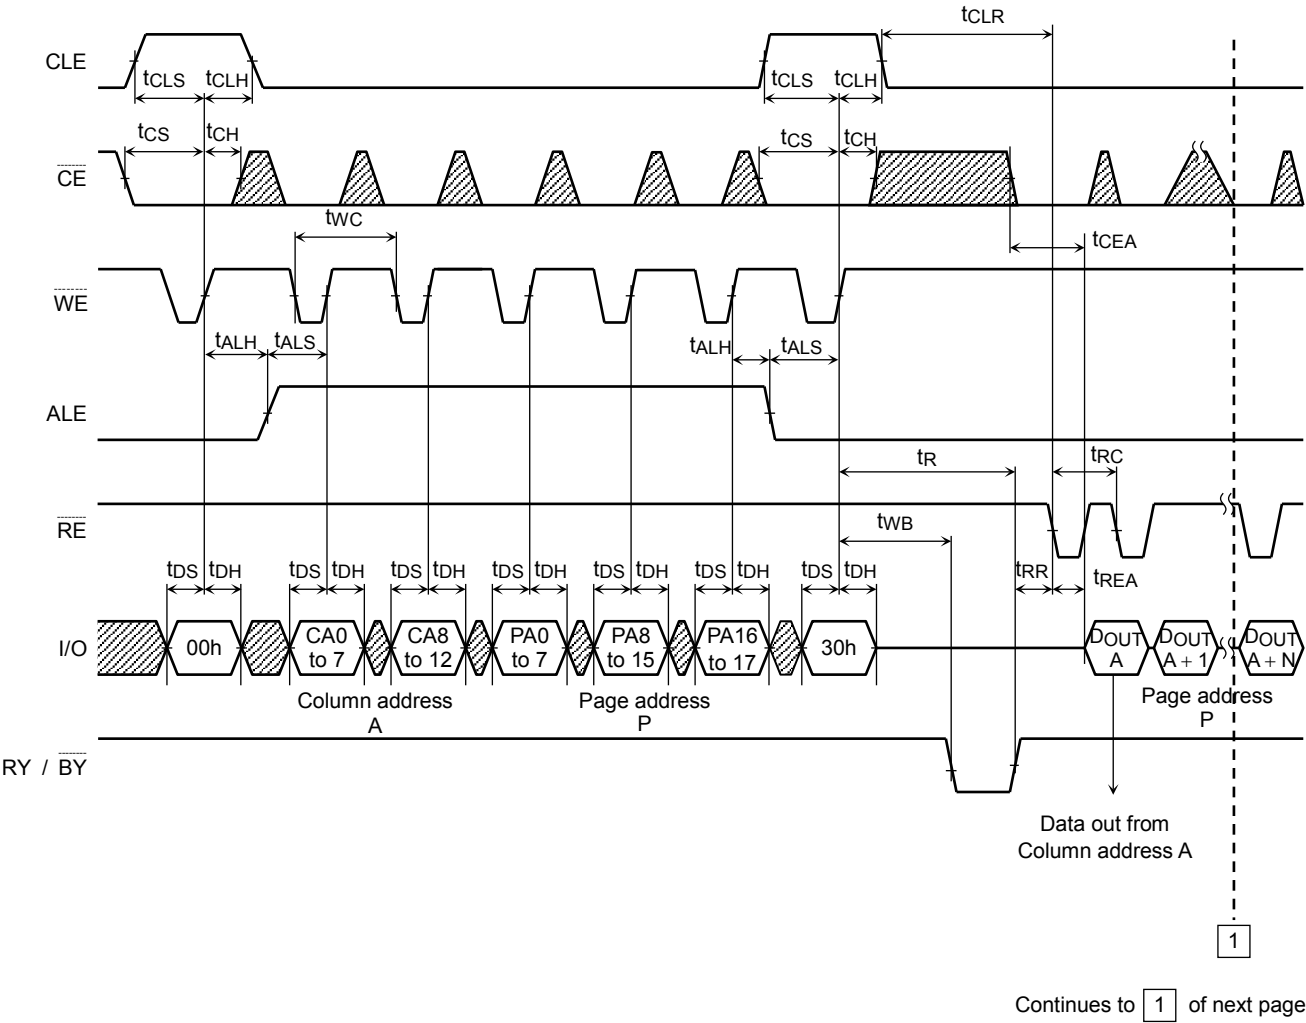 tCLR
CLE
tCLS tCLH tCLS tCLH
tCS tCH tCS tCH
CE
tWC
tCEA
WE
tALH tALS tALH tALS
ALE
tR tRC
RE
tWB
tDS tDH tDS tDH tDS tDH tDS tDH tDS tDH tDS tDH tDS tDH tRR tREA
I/O 00h CA0 to 7 CA8 to 12 PA0 to 7 PA8 to 15 PA16 to 17 30h DOUT A DOUT A + 1 DOUT A + N
Column address A
Page address P
Page address P
RY / BY
Data out from
Column address A
1
Continues to 1 of next page